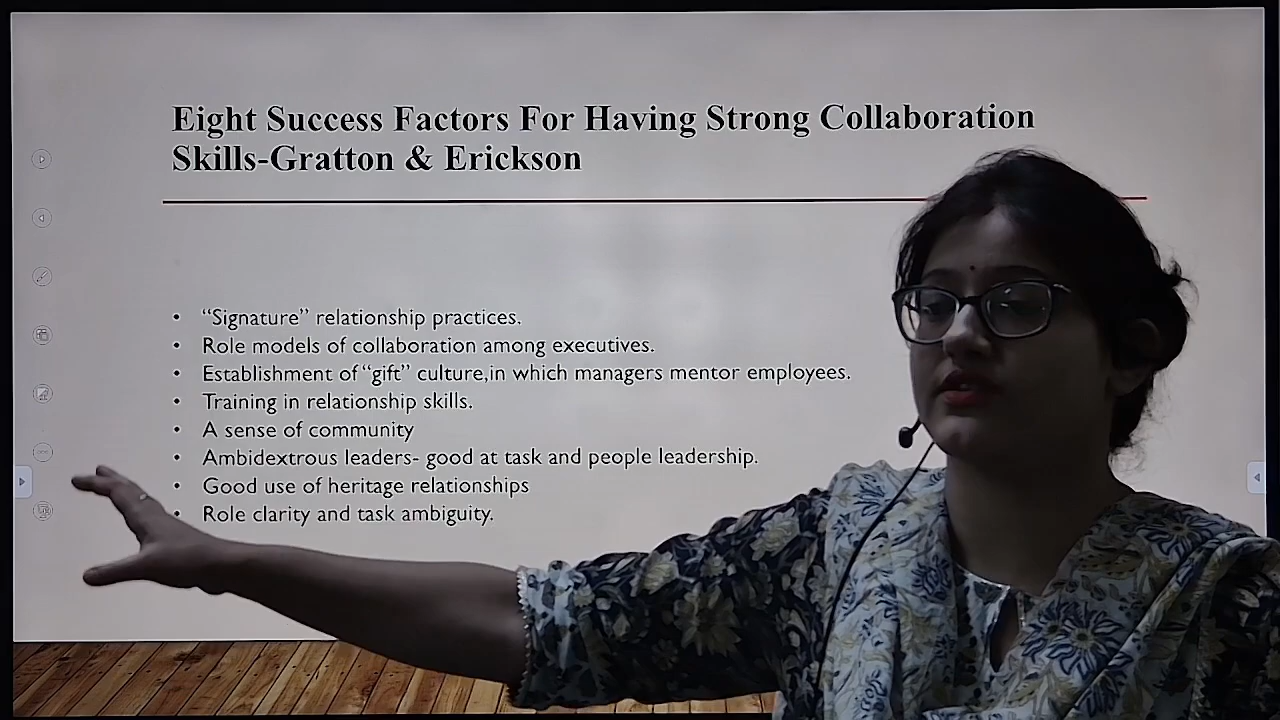 Eight Success Factors For Having Strong Collaboration
Skills-Gratton & Erickson
• “Signature” relationship practices.
• Role models of collaboration among executives.
• Establishment of “gift” culture,in which managers mentor employees.
• Training in relationship skills.
• A sense of community
• Ambidextrous leaders- good at task and people leadership.
• Good use of heritage relationships
• Role clarity and task ambiguity.